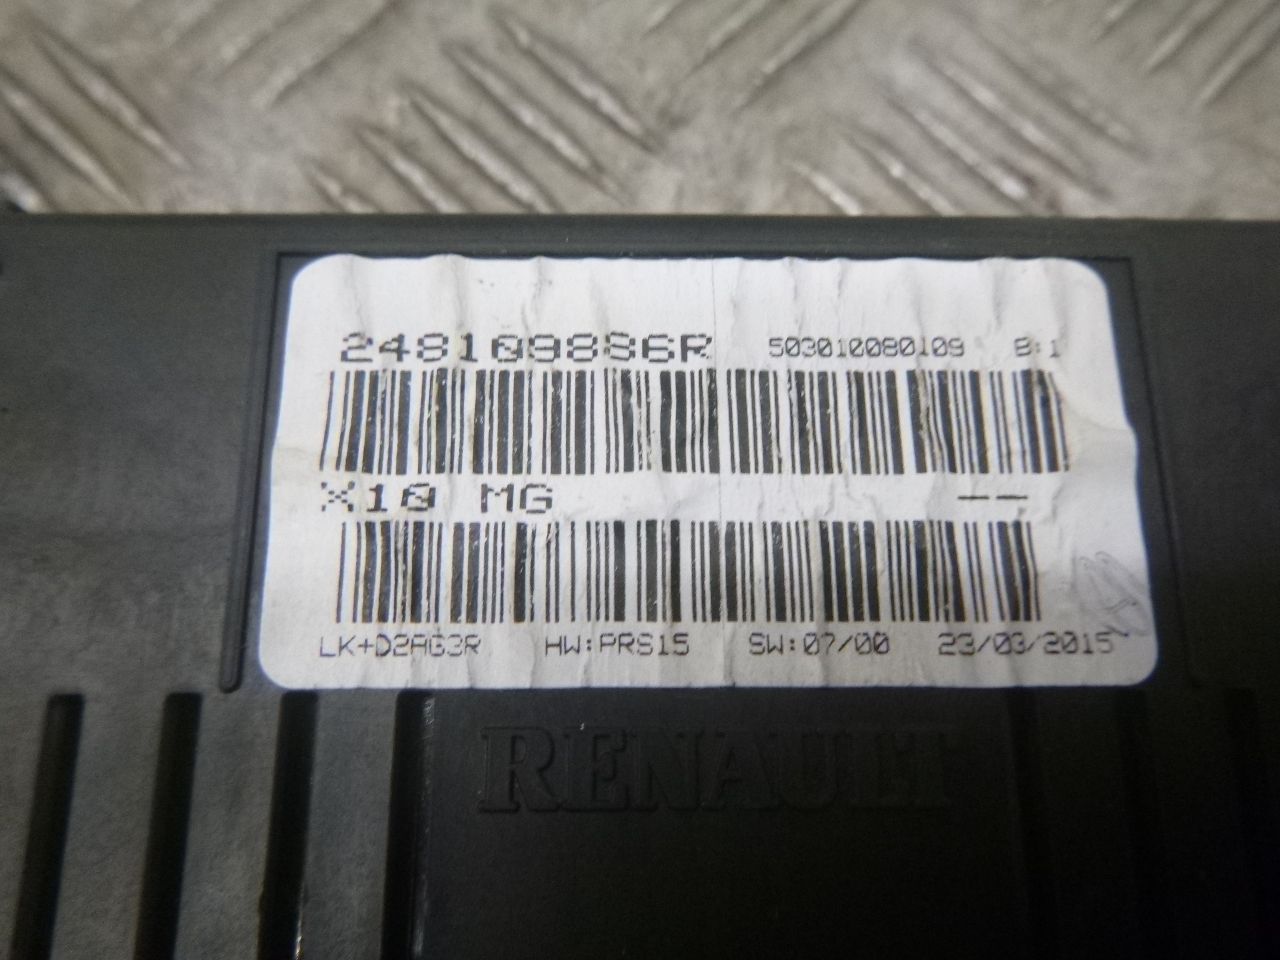 248109886R 503010080109 B:1
X10 MG --
LK+D2AG3R HW:PRS15 SW:07/00 23/03/2015
RENAULT